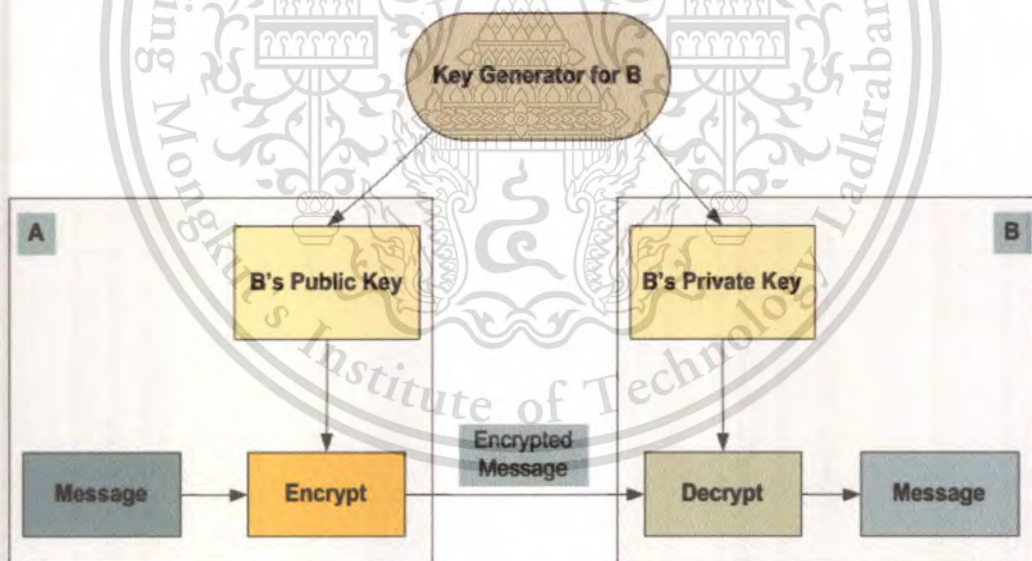 Key Generator for B
A
B
B's Public Key
B's Private Key
Encrypted
Message
Message
Encrypt
Decrypt
Message
Mongkut's Institute of Technology Ladkrabang